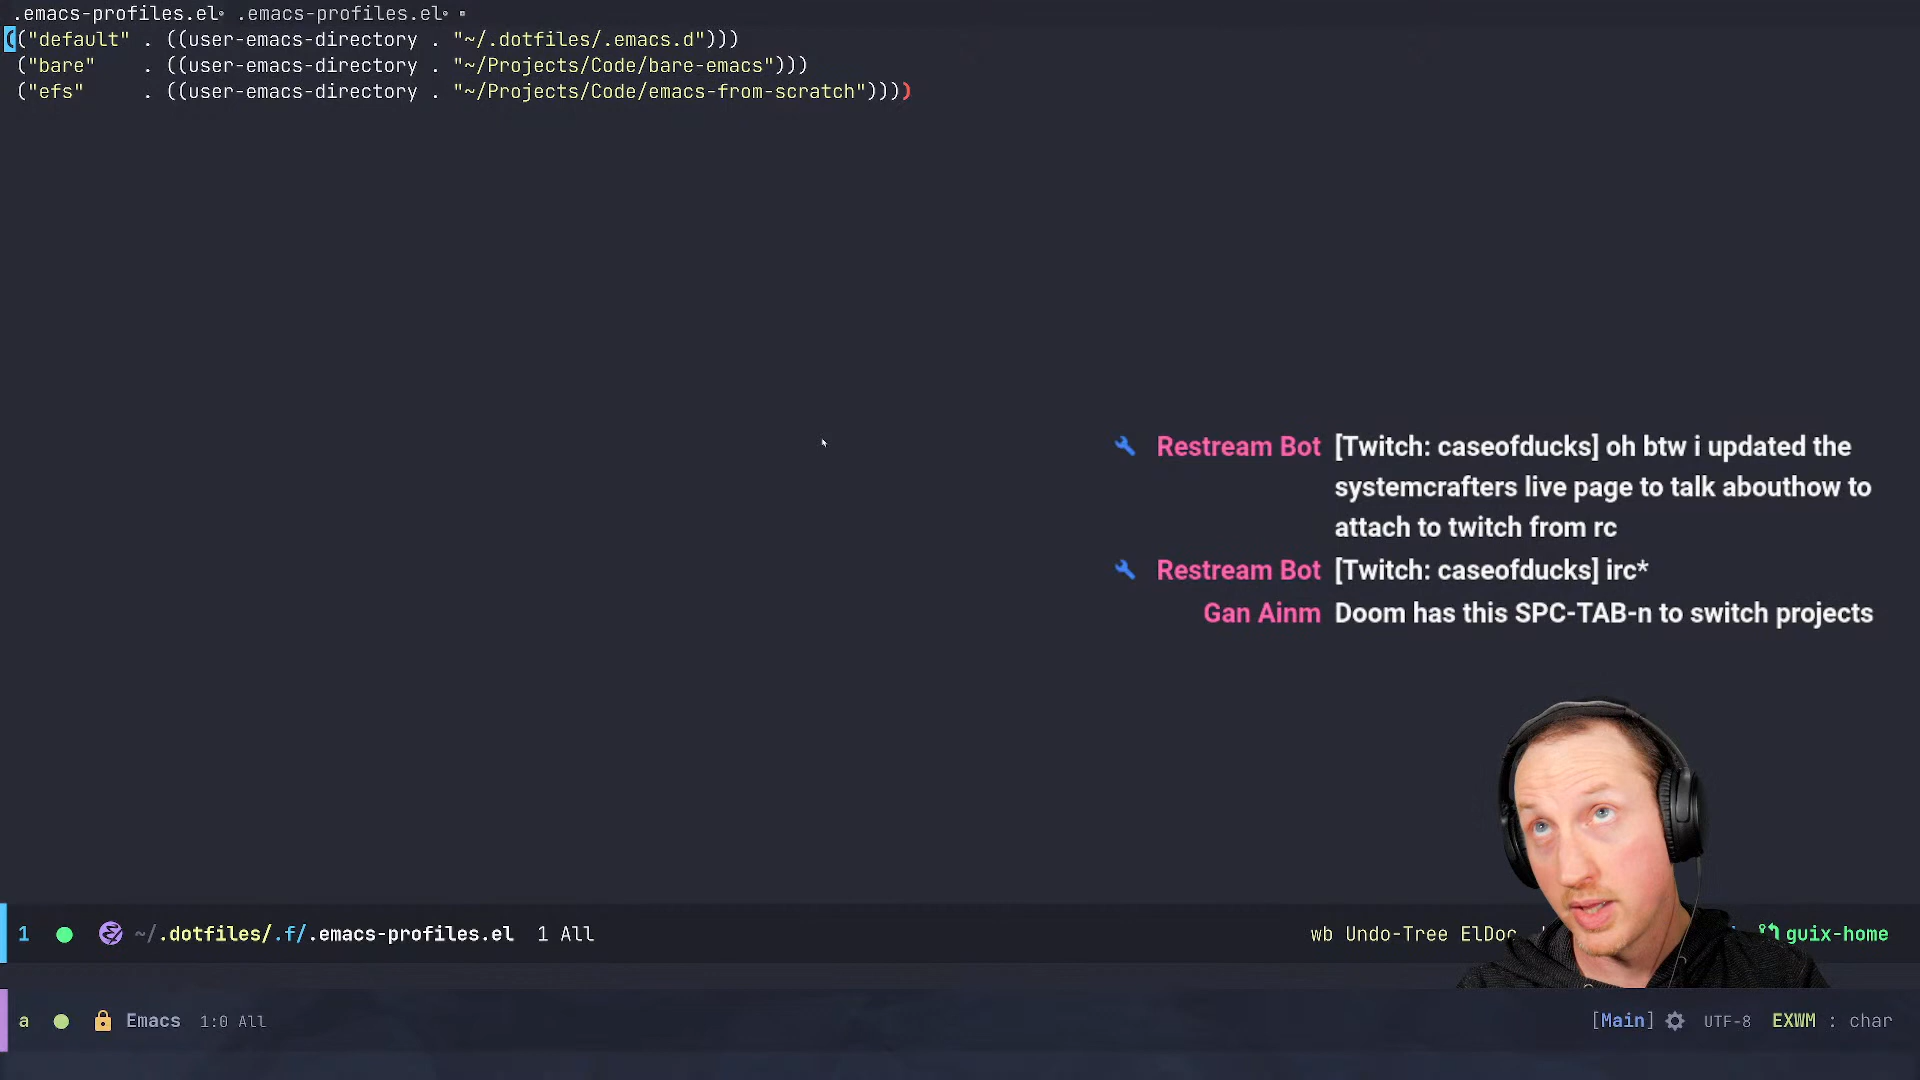 .emacs-profiles.el .emacs-profiles.el
(("default" . ((user-emacs-directory . "~/.dotfiles/.emacs.d")))
("bare" . ((user-emacs-directory . "~/Projects/Code/bare-emacs")))
("efs" . ((user-emacs-directory . "~/Projects/Code/emacs-from-scratch"))))
Restream Bot [Twitch: caseofducks] oh btw i updated the
systemcrafters live page to talk abouthow to
attach to twitch from rc
Restream Bot [Twitch: caseofducks] irc*
Gan Ainm Doom has this SPC-TAB-n to switch projects
1 ~/.dotfiles/.f/.emacs-profiles.el 1 All wb Undo-Tree ElDoc guix-home
a Emacs 1:0 All [Main] UTF-8 EXWM : char